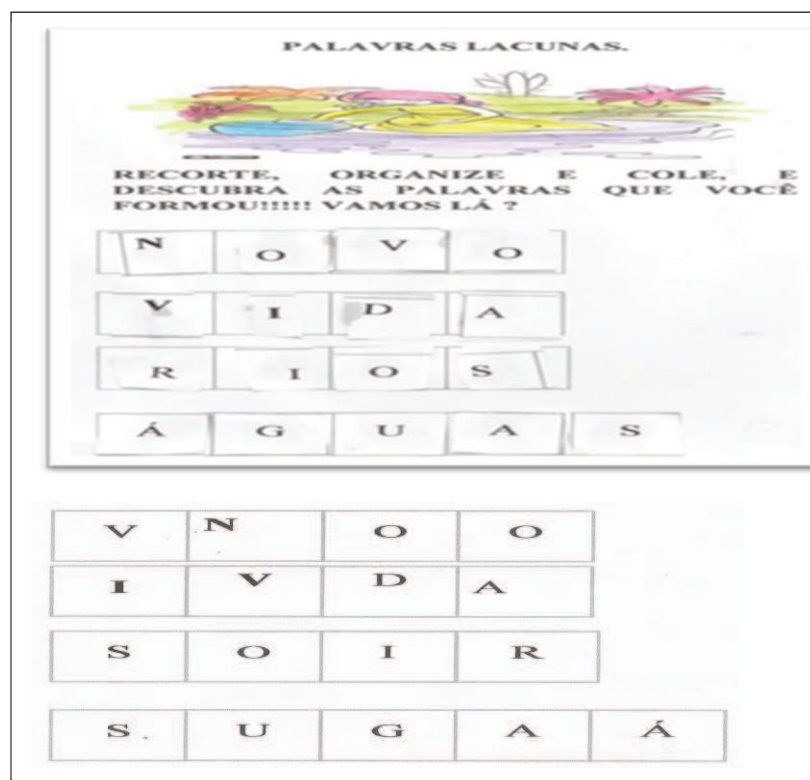 PALAVRAS LACUNAS.
RECORTE, ORGANIZE E COLE, E
DESCUBRA AS PALAVRAS QUE VOCÊ
FORMOU!!!!! VAMOS LÁ ?
N O V O
V I D A
R I O S
Á G U A S
V N O O
I V D A
S O I R
S. U G A Á